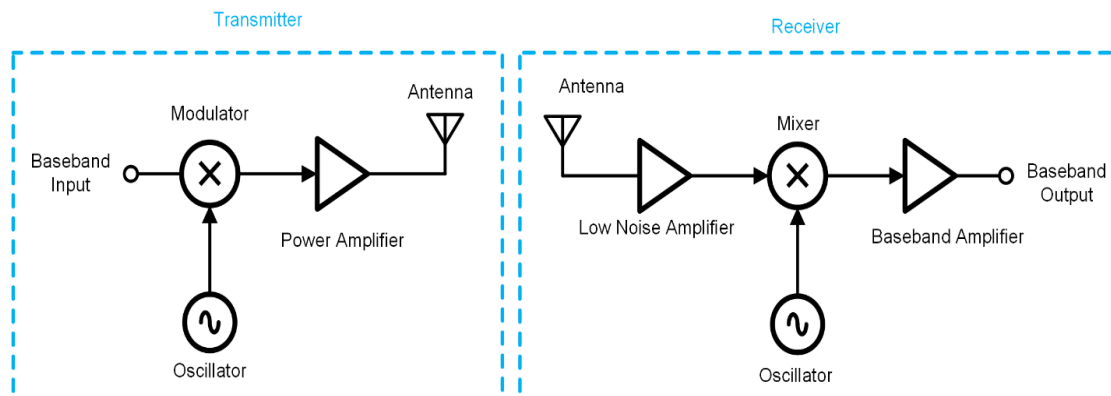 Transmitter
Receiver
Antenna
Modulator
Baseband
Input
Power Amplifier
Oscillator
Antenna
Mixer
Low Noise Amplifier
Baseband Amplifier
Baseband
Output
Oscillator